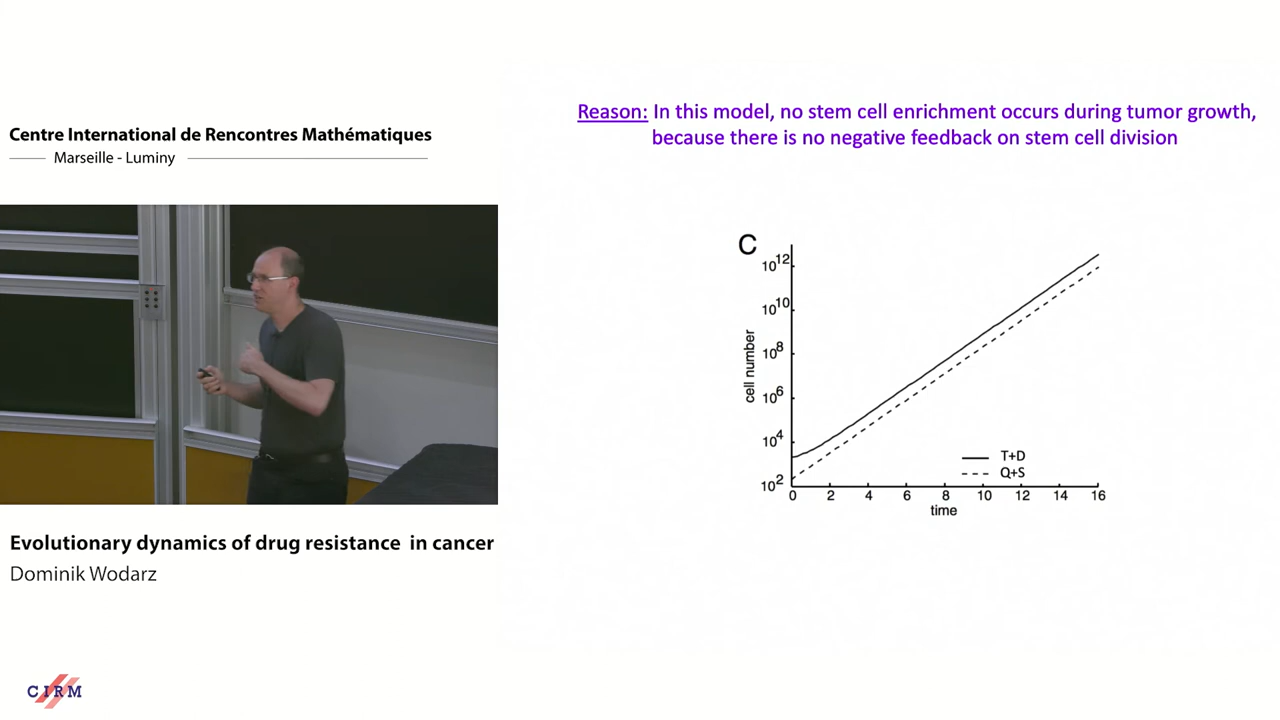 Centre International de Rencontres Mathématiques
Marseille - Luminy
Evolutionary dynamics of drug resistance in cancer
Dominik Wodarz
CIRM
Reason: In this model, no stem cell enrichment occurs during tumor growth,
because there is no negative feedback on stem cell division
C
cell number
10^12
10^10
10^8
10^6
10^4
10^2
T+D
Q+S
0 2 4 6 8 10 12 14 16
time